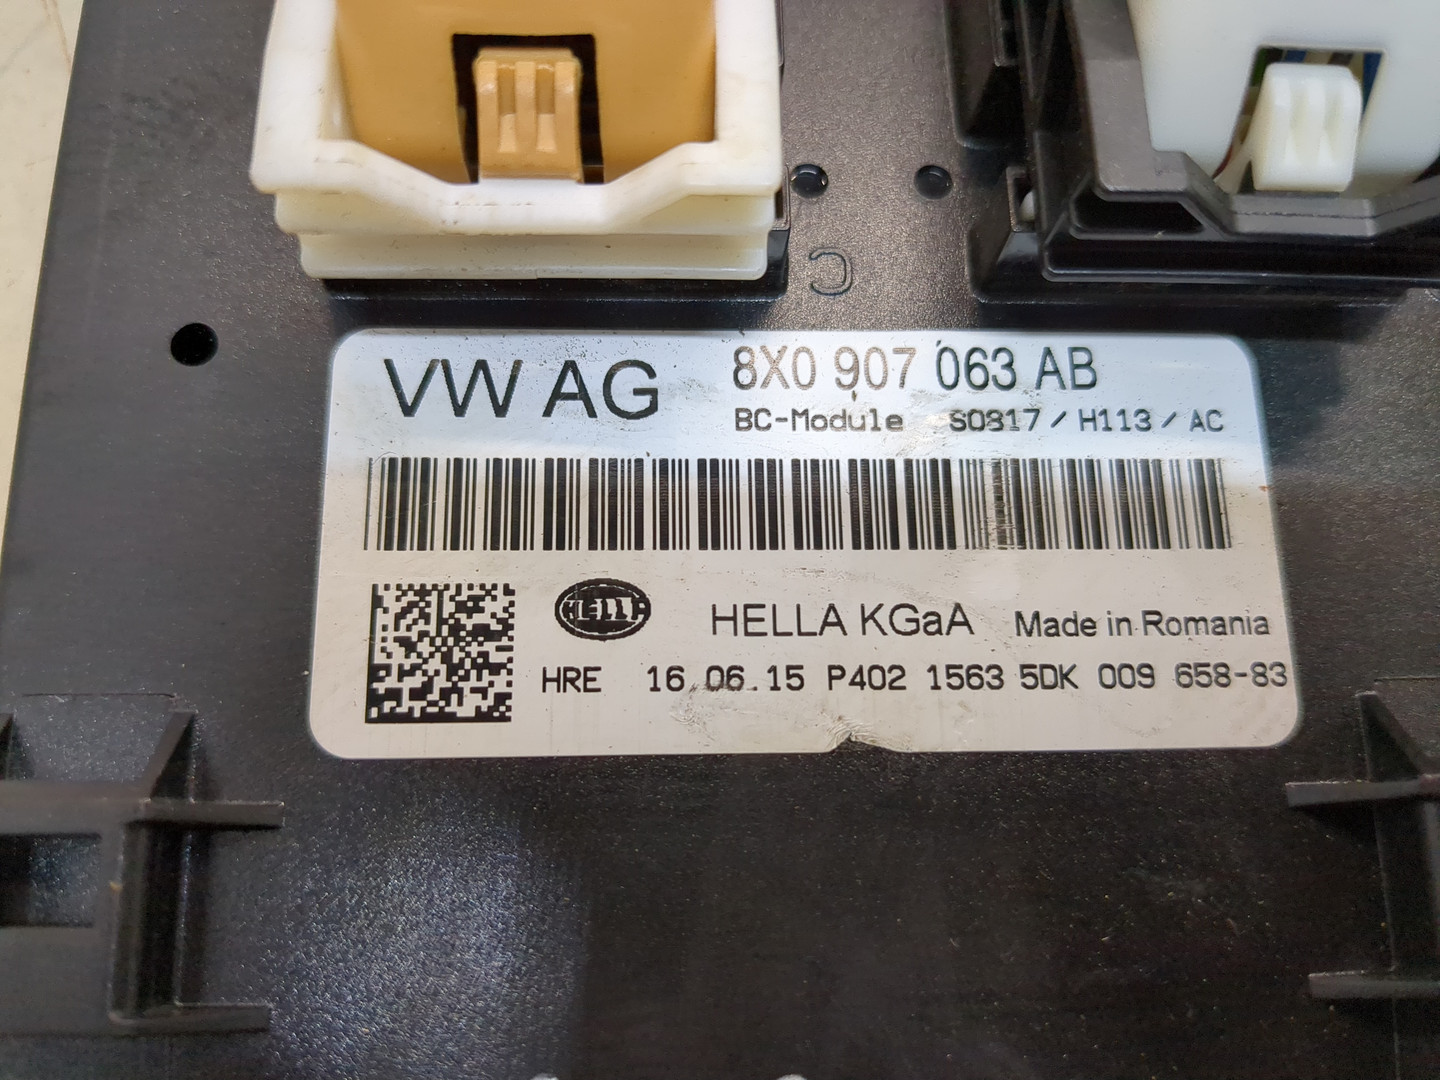 C
VW AG 8X0 907 063 AB
BC-Module S0817 / H113 / AC
HELLA HELLA KGaA Made in Romania
HRE 16.06.15 P402 1563 5DK 009 658-83